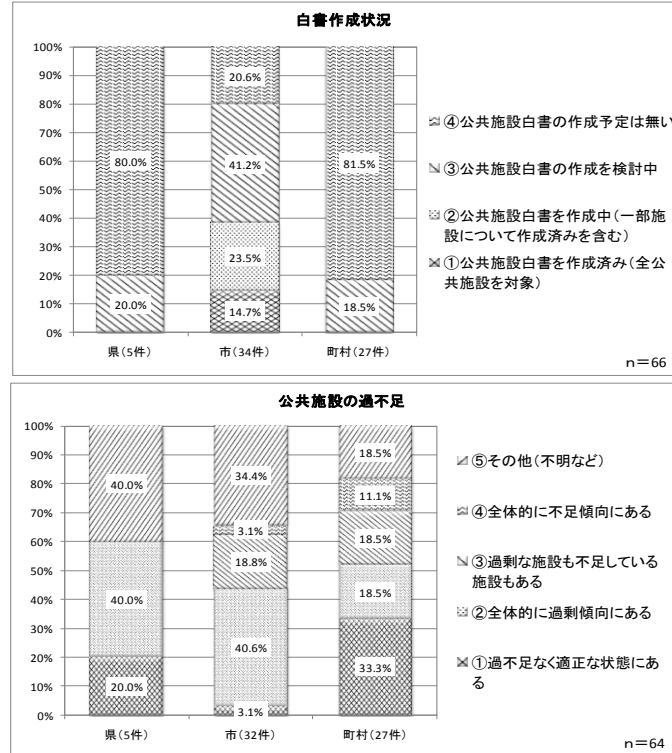 白書作成状況
100%
90%
80%
70%
60%
50%
40%
30%
20%
10%
0%
80.0%
20.0%
20.6%
41.2%
23.5%
14.7%
81.5%
18.5%
県(5件)
市(34件)
町村(27件)
④公共施設白書の作成予定は無い
③公共施設白書の作成を検討中
②公共施設白書を作成中(一部施
設について作成済みを含む)
①公共施設白書を作成済み(全公
共施設を対象)
n=66
公共施設の過不足
100%
90%
80%
70%
60%
50%
40%
30%
20%
10%
0%
40.0%
40.0%
20.0%
34.4%
3.1%
18.8%
40.6%
3.1%
18.5%
11.1%
18.5%
18.5%
33.3%
県(5件)
市(32件)
町村(27件)
⑤その他(不明など)
④全体的に不足傾向にある
③過剰な施設も不足している
施設もある
②全体的に過剰傾向にある
①過不足なく適正な状態にあ
る
n=64